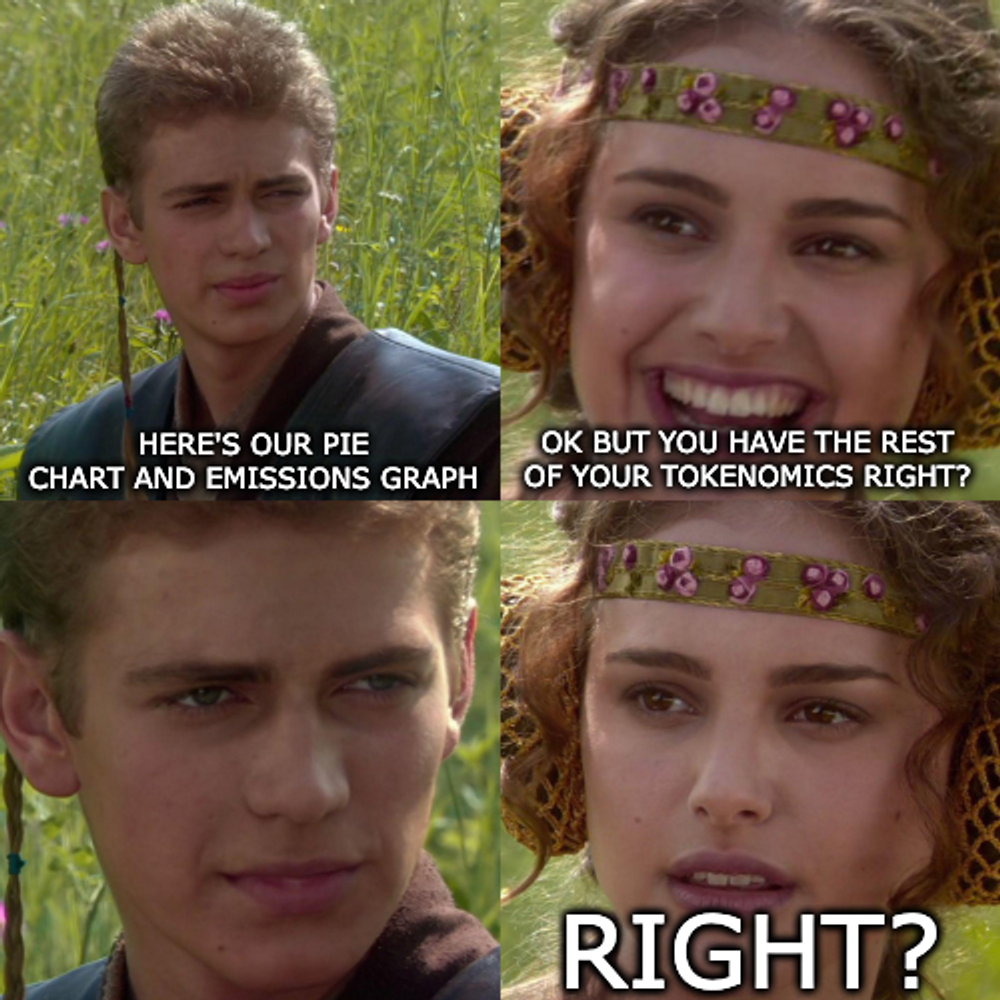 HERE'S OUR PIE
CHART AND EMISSIONS GRAPH
OK BUT YOU HAVE THE REST
OF YOUR TOKENOMICS RIGHT?
RIGHT?